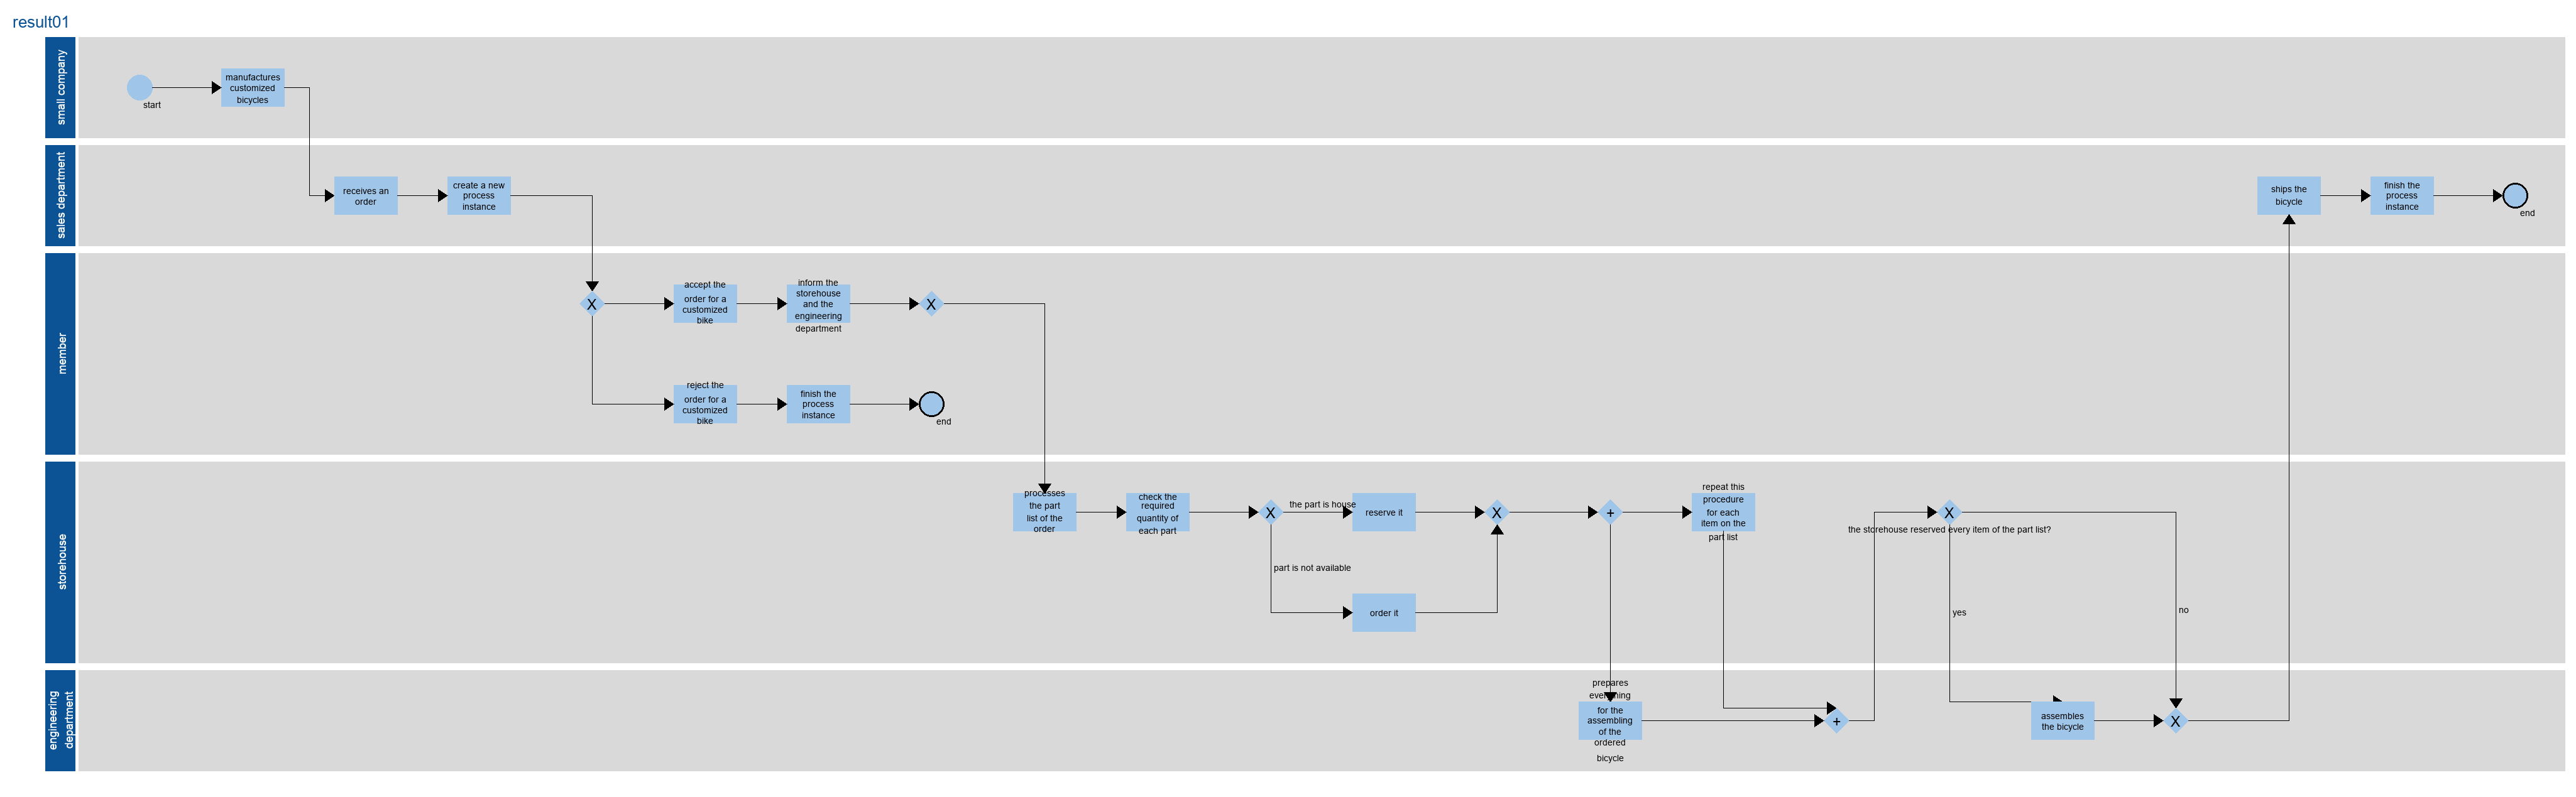 result01
small company
start
manufactures
customized
bicycles
sales department
receives an
order
create a new
process
instance
ships the
bicycle
finish the
process
instance
end
member
X
accept the
order for a
customized
bike
inform the
storehouse
and the
engineering
department
X
reject the
order for a
customized
bike
finish the
process
instance
end
storehouse
processes
the part
list of the
order
check the
required
quantity of
each part
X
the part is house
part is not available
reserve it
order it
X
+
repeat this
procedure
for each
item on the
part list
X
the storehouse reserved every item of the part list?
yes
no
engineering
department
prepares
everything
for the
assembling
of the
ordered
bicycle
+
assembles
the bicycle
X